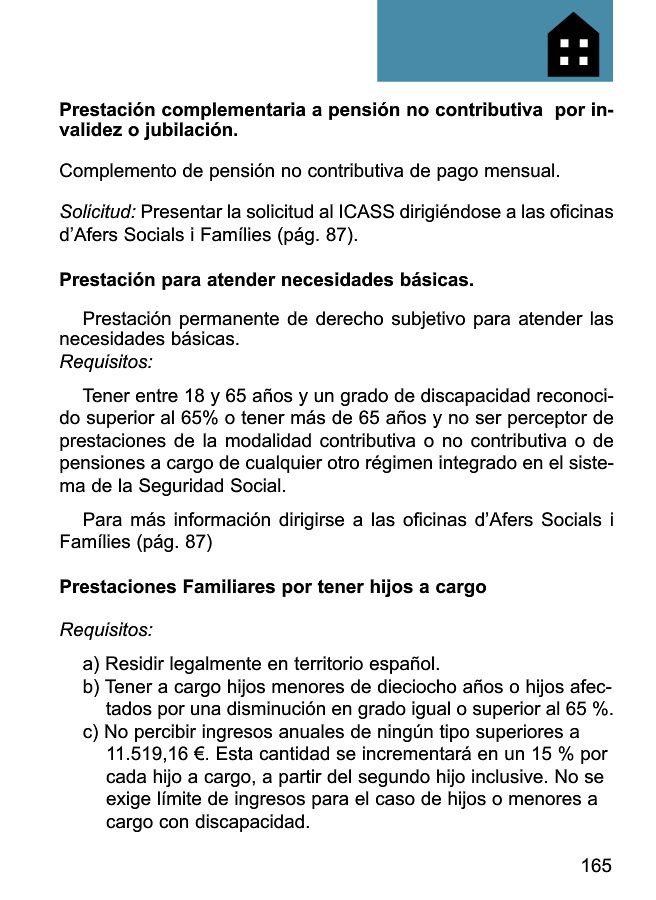 Prestación complementaria a pensión no contributiva  por in-
validez o jubilación.
Complemento de pensión no contributiva de pago mensual.
Solicitud: Presentar la solicitud al ICASS dirigiéndose a las oficinas
d’Afers Socials i Famílies (pág. 87).
Prestación para atender necesidades básicas.
Prestación permanente de derecho subjetivo para atender las
necesidades básicas.
Requisitos:
Tener entre 18 y 65 años y un grado de discapacidad reconoci-
do superior al 65% o tener más de 65 años y no ser perceptor de
prestaciones de la modalidad contributiva o no contributiva o de
pensiones a cargo de cualquier otro régimen integrado en el siste-
ma de la Seguridad Social.
Para más información dirigirse a las oficinas d’Afers Socials i
Famílies (pág. 87)
Prestaciones Familiares por tener hijos a cargo
Requisitos:
a) Residir legalmente en territorio español.
b) Tener a cargo hijos menores de dieciocho años o hijos afec-
tados por una disminución en grado igual o superior al 65 %.
c) No percibir ingresos anuales de ningún tipo superiores a
11.519,16 €. Esta cantidad se incrementará en un 15 % por
cada hijo a cargo, a partir del segundo hijo inclusive. No se
exige límite de ingresos para el caso de hijos o menores a
cargo con discapacidad.
165